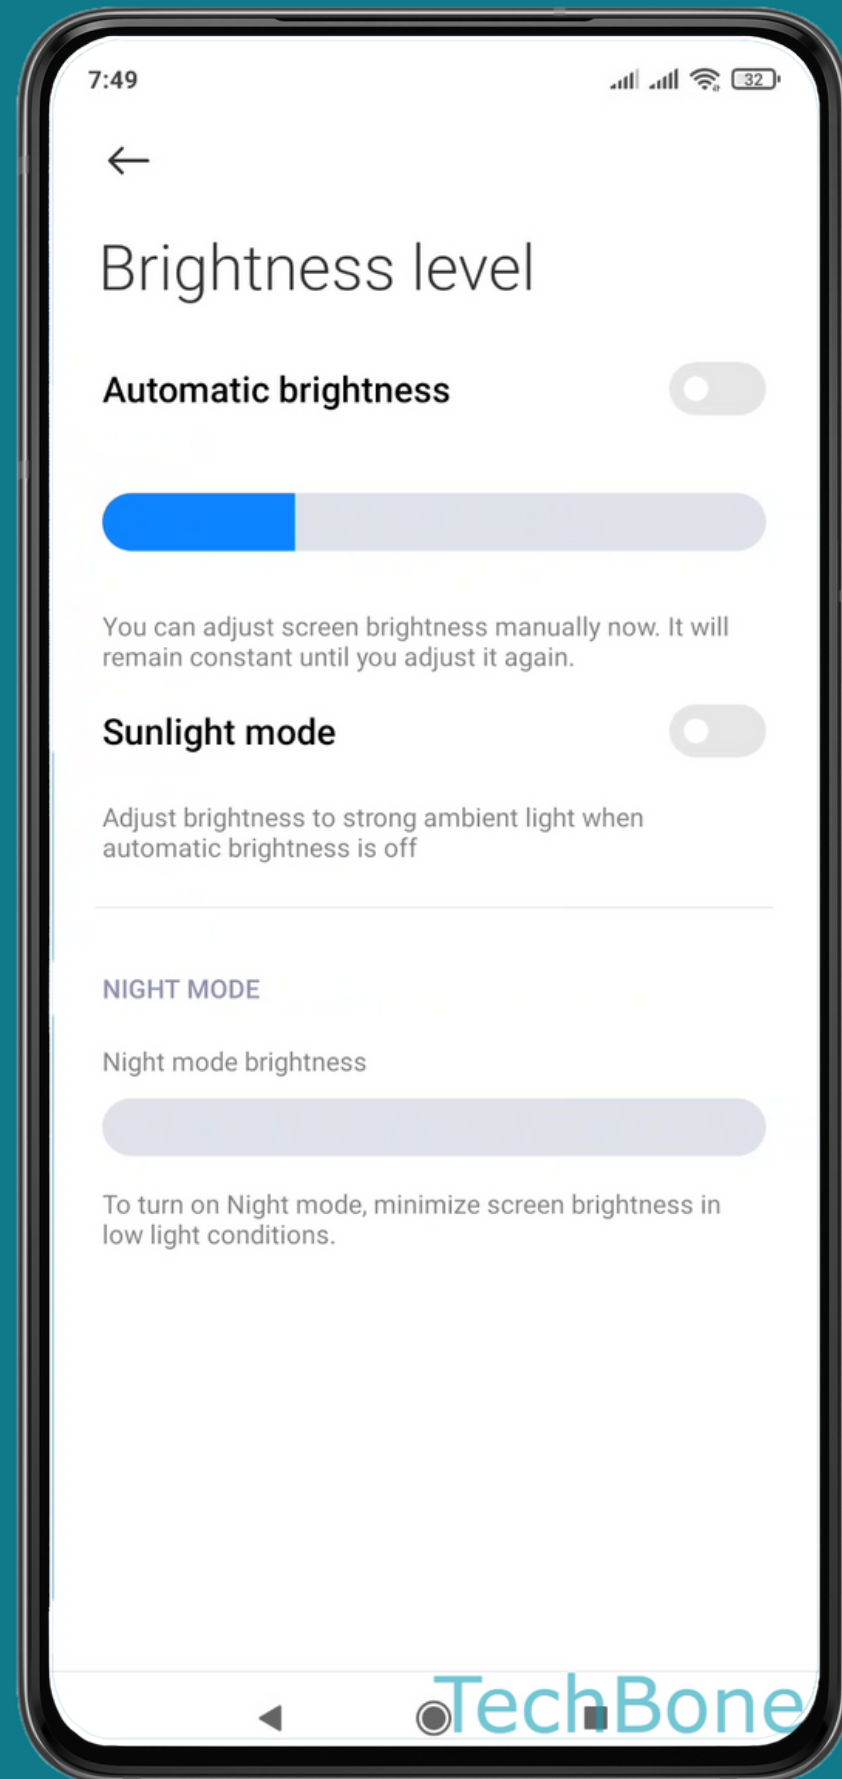 7:49
32
Brightness level
Automatic brightness
You can adjust screen brightness manually now. It will
remain constant until you adjust it again.
Sunlight mode
Adjust brightness to strong ambient light when
automatic brightness is off
NIGHT MODE
Night mode brightness
To turn on Night mode, minimize screen brightness in
low light conditions.
TechBone